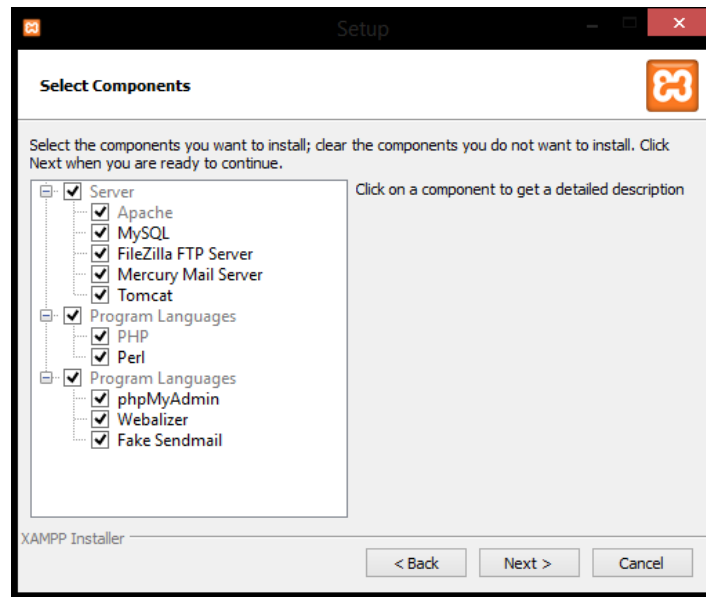 Setup
Select Components
Select the components you want to install; clear the components you do not want to install. Click
Next when you are ready to continue.
Server
Apache
MySQL
FileZilla FTP Server
Mercury Mail Server
Tomcat
Program Languages
PHP
Perl
Program Languages
phpMyAdmin
Webalizer
Fake Sendmail
Click on a component to get a detailed description
XAMPP Installer
< Back
Next >
Cancel